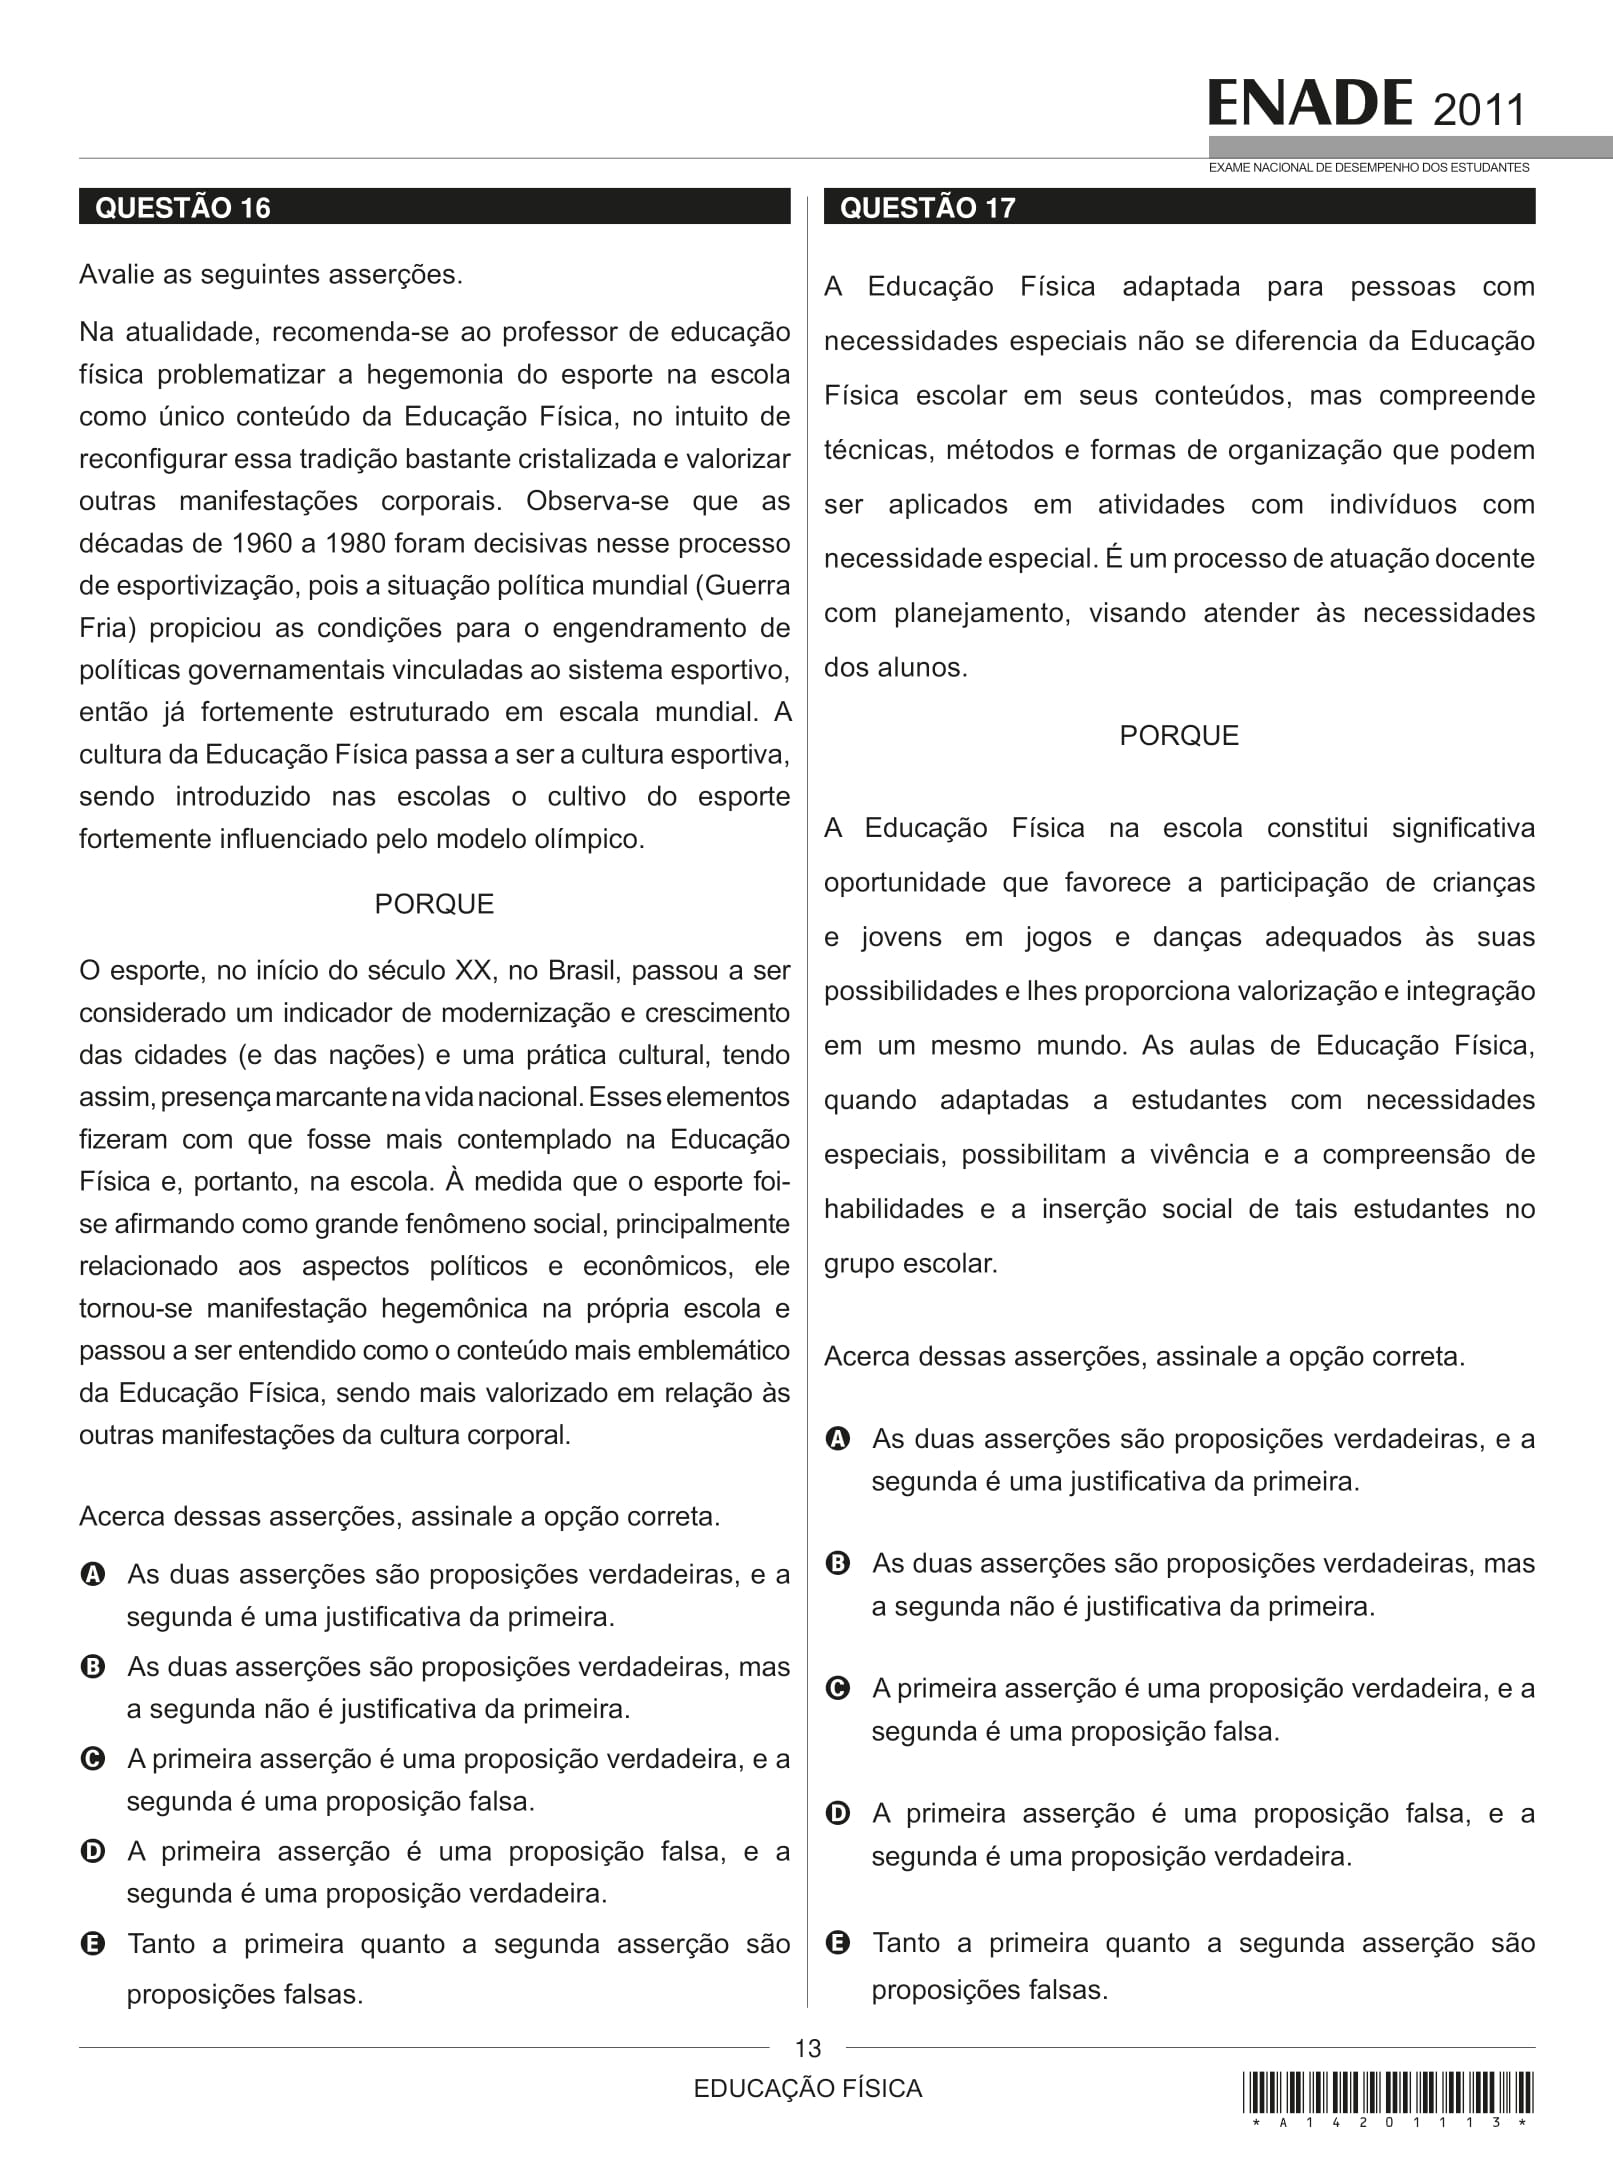 ENADE 2011
EXAME NACIONAL DE DESEMPENHO DOS ESTUDANTES
QUESTÃO 16
Avalie as seguintes asserções.
Na atualidade, recomenda-se ao professor de educação
física problematizar a hegemonia do esporte na escola
como único conteúdo da Educação Física, no intuito de
reconfigurar essa tradição bastante cristalizada e valorizar
outras manifestações corporais. Observa-se que as
décadas de 1960 a 1980 foram decisivas nesse processo
de esportivização, pois a situação política mundial (Guerra
Fria) propiciou as condições para o engendramento de
políticas governamentais vinculadas ao sistema esportivo,
então já fortemente estruturado em escala mundial. A
cultura da Educação Física passa a ser a cultura esportiva,
sendo introduzido nas escolas o cultivo do esporte
fortemente influenciado pelo modelo olímpico.
PORQUE
O esporte, no início do século XX, no Brasil, passou a ser
considerado um indicador de modernização e crescimento
das cidades (e das nações) e uma prática cultural, tendo
assim, presença marcante na vida nacional. Esses elementos
fizeram com que fosse mais contemplado na Educação
Física e, portanto, na escola. À medida que o esporte foi-
se afirmando como grande fenômeno social, principalmente
relacionado aos aspectos políticos e econômicos, ele
tornou-se manifestação hegemônica na própria escola e
passou a ser entendido como o conteúdo mais emblemático
da Educação Física, sendo mais valorizado em relação às
outras manifestações da cultura corporal.
Acerca dessas asserções, assinale a opção correta.
A As duas asserções são proposições verdadeiras, e a
segunda é uma justificativa da primeira.
B As duas asserções são proposições verdadeiras, mas
a segunda não é justificativa da primeira.
C A primeira asserção é uma proposição verdadeira, e a
segunda é uma proposição falsa.
D A primeira asserção é uma proposição falsa, e a
segunda é uma proposição verdadeira.
E Tanto a primeira quanto a segunda asserção são
proposições falsas.
QUESTÃO 17
A Educação Física adaptada para pessoas com
necessidades especiais não se diferencia da Educação
Física escolar em seus conteúdos, mas compreende
técnicas, métodos e formas de organização que podem
ser aplicados em atividades com indivíduos com
necessidade especial. É um processo de atuação docente
com planejamento, visando atender às necessidades
dos alunos.
PORQUE
A Educação Física na escola constitui significativa
oportunidade que favorece a participação de crianças
e jovens em jogos e danças adequados às suas
possibilidades e lhes proporciona valorização e integração
em um mesmo mundo. As aulas de Educação Física,
quando adaptadas a estudantes com necessidades
especiais, possibilitam a vivência e a compreensão de
habilidades e a inserção social de tais estudantes no
grupo escolar.
Acerca dessas asserções, assinale a opção correta.
A As duas asserções são proposições verdadeiras, e a
segunda é uma justificativa da primeira.
B As duas asserções são proposições verdadeiras, mas
a segunda não é justificativa da primeira.
C A primeira asserção é uma proposição verdadeira, e a
segunda é uma proposição falsa.
D A primeira asserção é uma proposição falsa, e a
segunda é uma proposição verdadeira.
E Tanto a primeira quanto a segunda asserção são
proposições falsas.
13
EDUCAÇÃO FÍSICA
* A 1 4 2 0 1 1 1 3 *